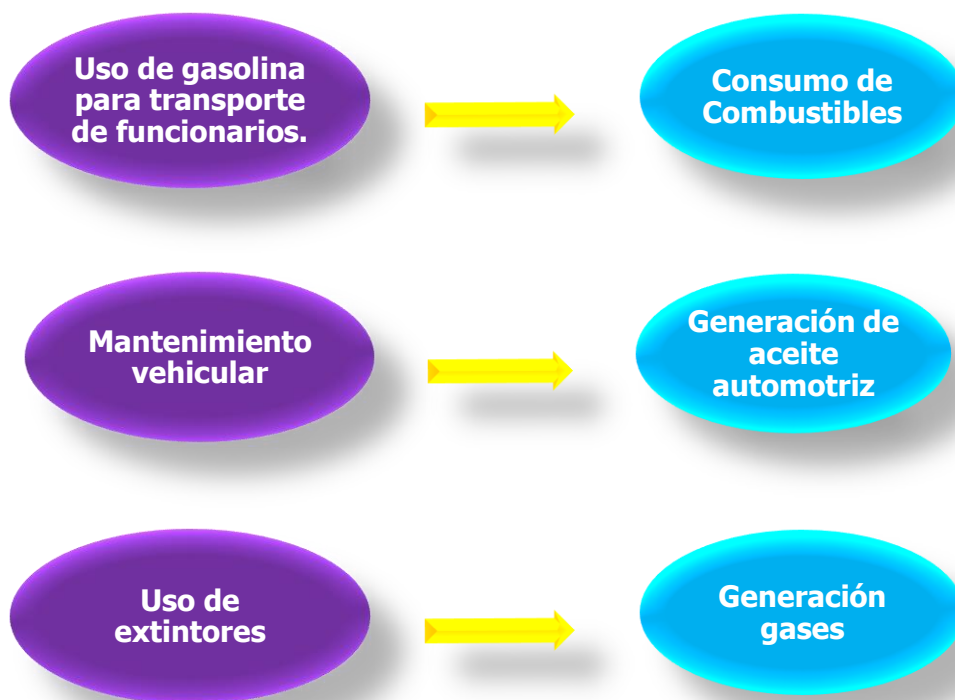 Uso de gasolina
para transporte
de funcionarios.
Consumo de
Combustibles
Mantenimiento
vehicular
Generación de
aceite
automotriz
Uso de
extintores
Generación
gases